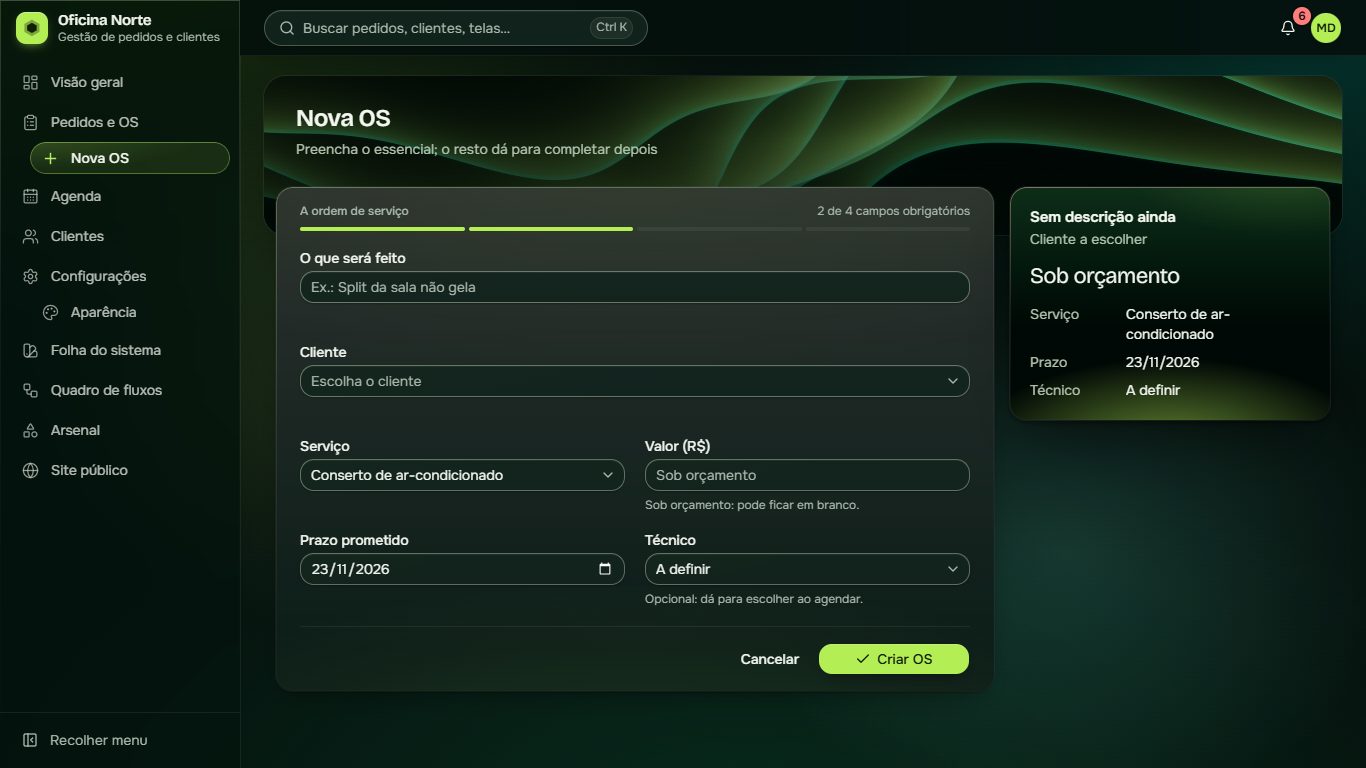 Oficina Norte
Gestão de pedidos e clientes
Buscar pedidos, clientes, telas...
Ctrl K
6
MD
Visão geral
Pedidos e OS
Nova OS
Agenda
Clientes
Configurações
Aparência
Folha do sistema
Quadro de fluxos
Arsenal
Site público
Recolher menu
Nova OS
Preencha o essencial; o resto dá para completar depois
A ordem de serviço
2 de 4 campos obrigatórios
O que será feito
Ex.: Split da sala não gela
Cliente
Escolha o cliente
Serviço
Conserto de ar-condicionado
Valor (R$)
Sob orçamento
Sob orçamento: pode ficar em branco.
Prazo prometido
23/11/2026
Técnico
A definir
Opcional: dá para escolher ao agendar.
Cancelar
Criar OS
Sem descrição ainda
Cliente a escolher
Sob orçamento
Serviço
Conserto de ar-
condicionado
Prazo
23/11/2026
Técnico
A definir